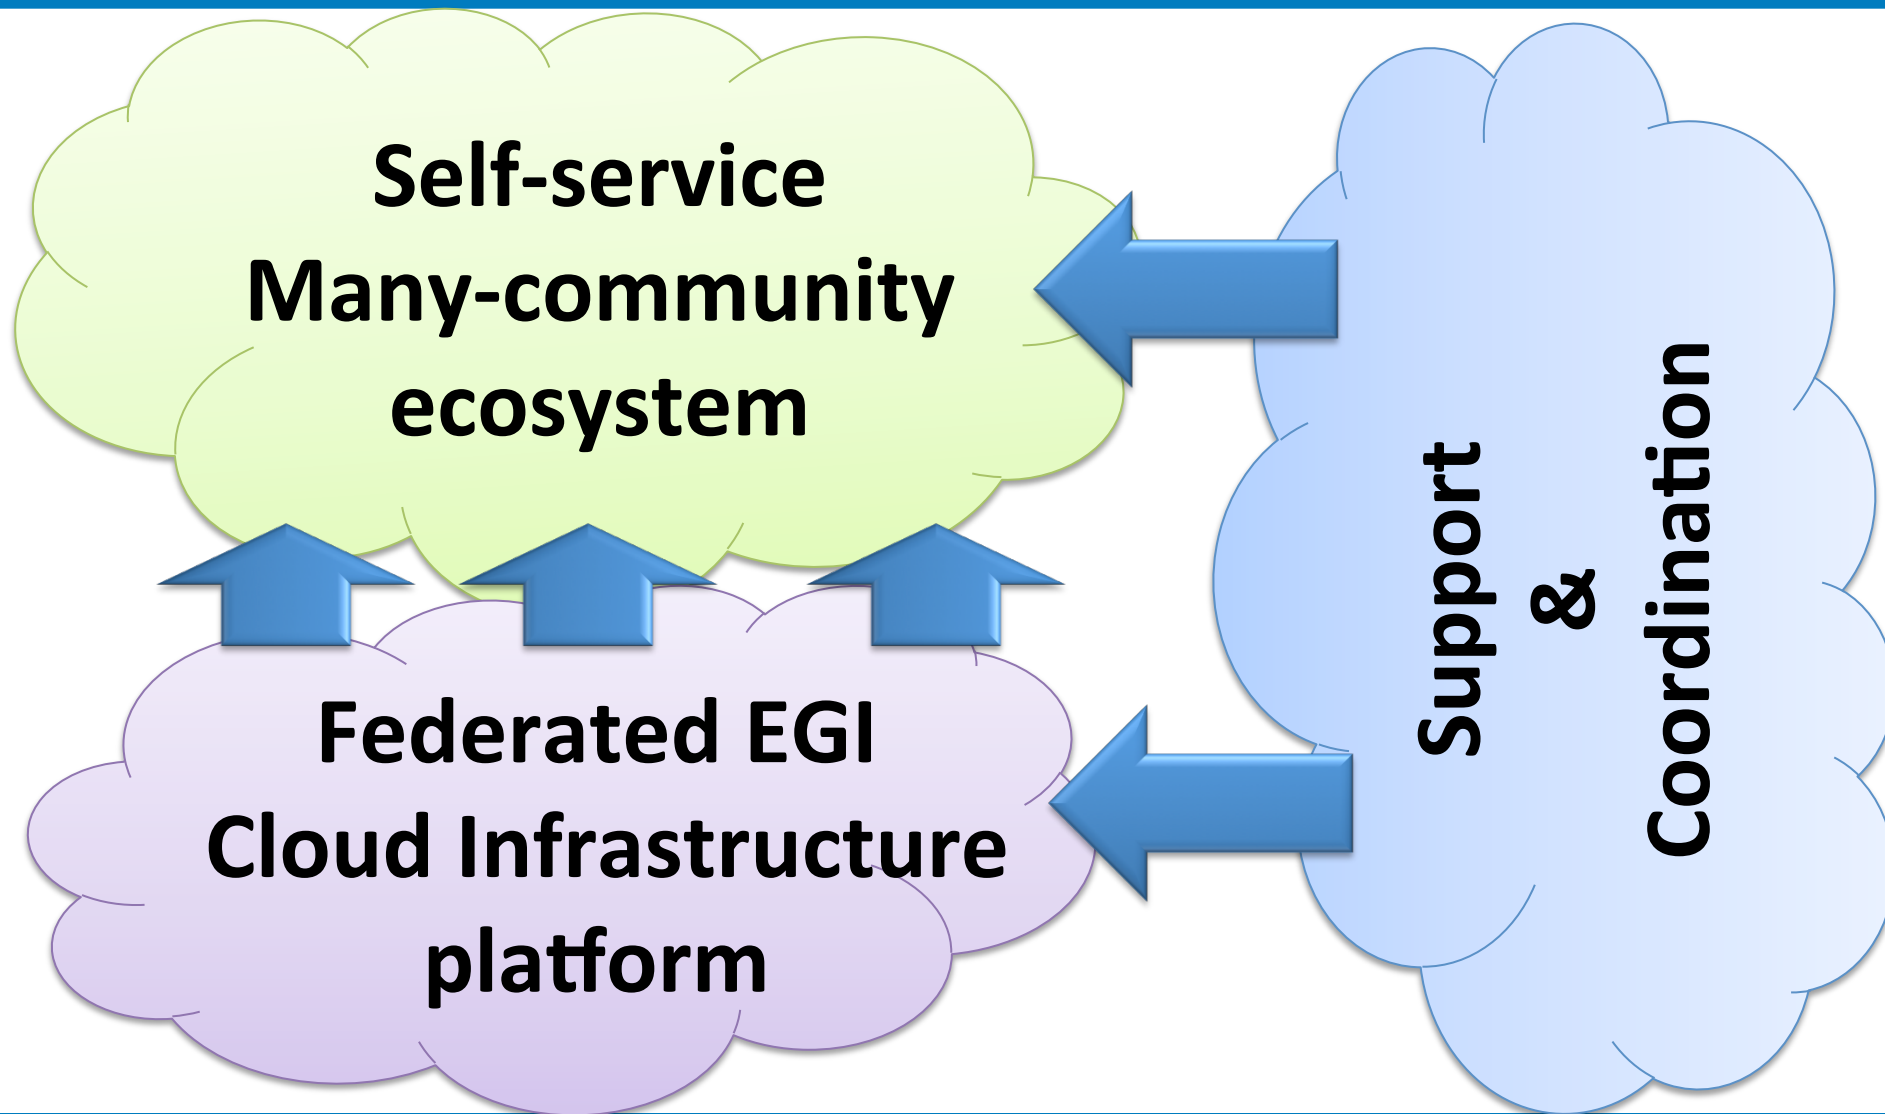 Self-service
Many-community
ecosystem
Federated EGI
Cloud Infrastructure
platform
Support
&
Coordination